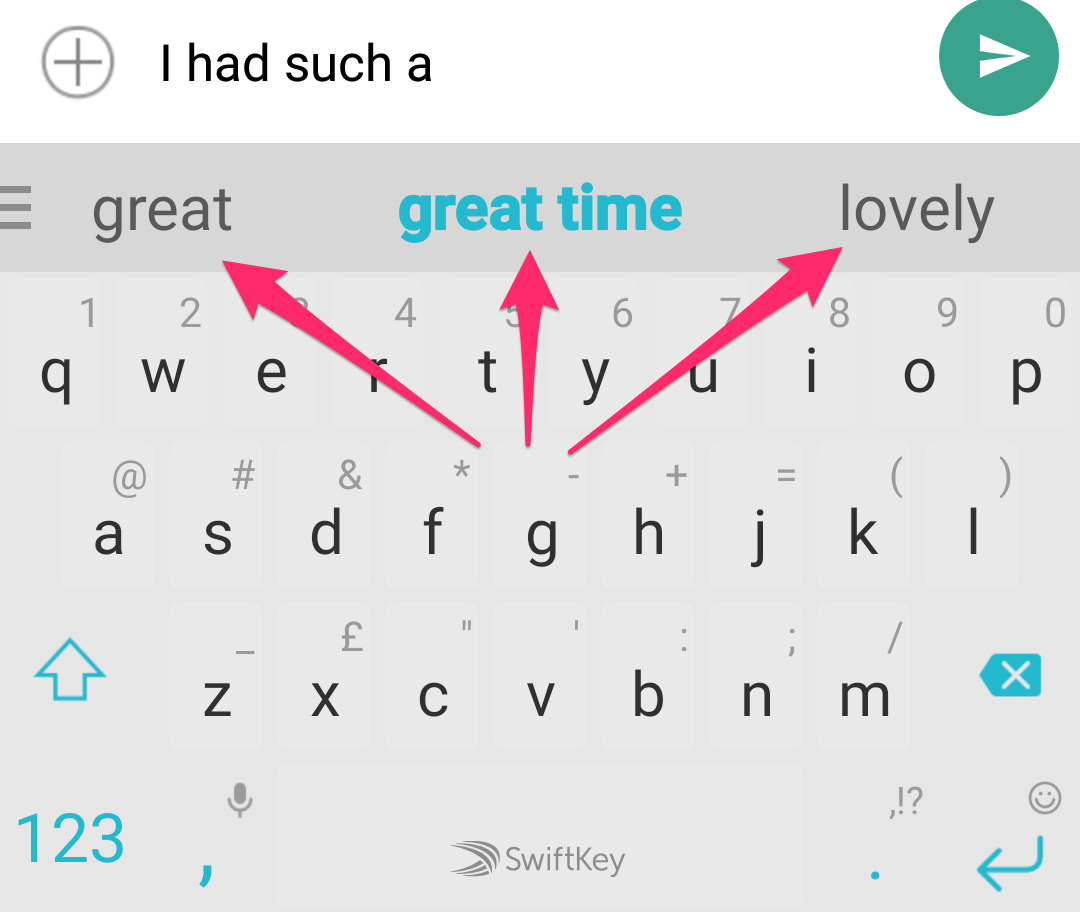 I had such a
great great time lovely
1 2 3 4 5 6 7 8 9 0
q w e r t y u i o p
@ # & * - + = ( )
a s d f g h j k l
_ £ " ' : ; /
z x c v b n m
,!?
123 , SwiftKey .